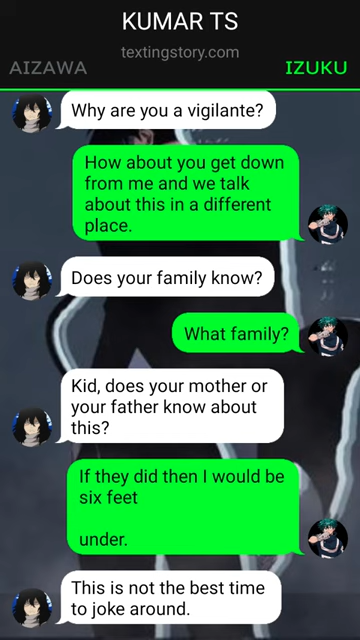 KUMAR TS
textingstory.com
AIZAWA
IZUKU
Why are you a vigilante?
How about you get down
from me and we talk
about this in a different
place.
Does your family know?
What family?
Kid, does your mother or
your father know about
this?
If they did then I would be
six feet
under.
This is not the best time
to joke around.